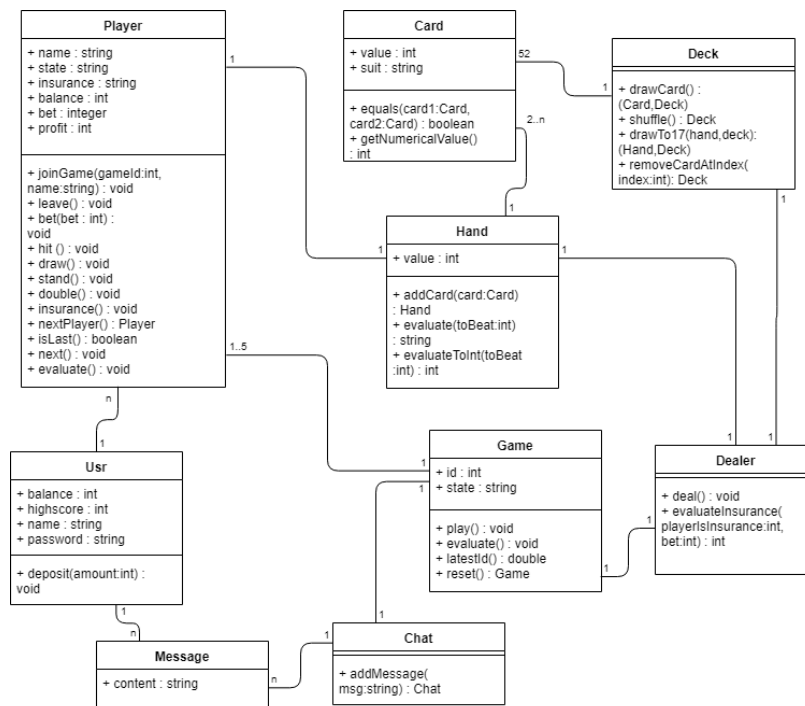 Player
+ name : string
+ state : string
+ insurance : string
+ balance : int
+ bet : integer
+ profit : int
+ joinGame(gameId:int,
name:string) : void
+ leave() : void
+ bet(bet : int) :
void
+ hit () : void
+ draw() : void
+ stand() : void
+ double() : void
+ insurance() : void
+ nextPlayer() : Player
+ isLast() : boolean
+ next() : void
+ evaluate() : void
1
1..5
n
Card
+ value : int
+ suit : string
+ equals(card1:Card,
card2:Card) : boolean
+ getNumericalValue()
: int
52
2..n
Deck
+ drawCard() :
(Card,Deck)
+ shuffle() : Deck
+ drawTo17(hand,deck):
(Hand,Deck)
+ removeCardAtIndex(
index:int): Deck
1
1
Hand
+ value : int
+ addCard(card:Card)
: Hand
+ evaluate(toBeat:int)
: string
+ evaluateToInt(toBeat
:int) : int
1
1
1
Usr
+ balance : int
+ highscore : int
+ name : string
+ password : string
+ deposit(amount:int) :
void
1
1
Game
+ id : int
+ state : string
+ play() : void
+ evaluate() : void
+ latestId() : double
+ reset() : Game
1
1
1
Dealer
+ deal() : void
+ evaluateInsurance(
playerIsInsurance:int,
bet:int) : int
1
1
1
Message
+ content : string
n
n
Chat
+ addMessage(
msg:string) : Chat
1
1